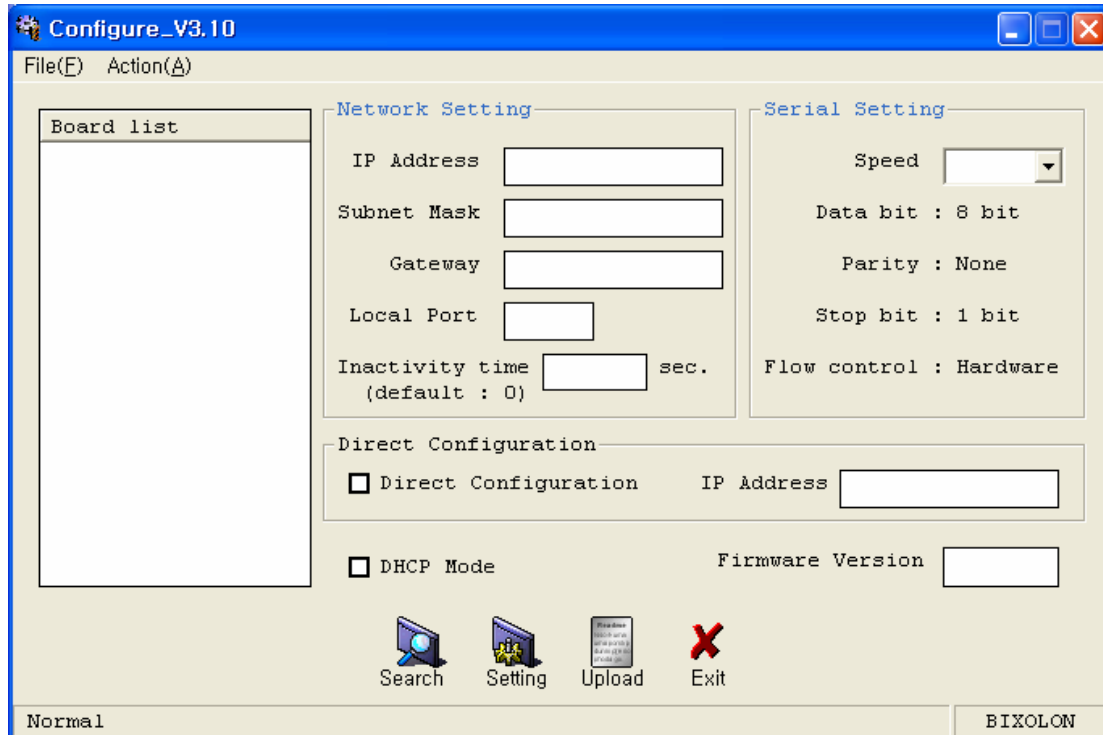 Configure_V3.10
File(F) Action(A)
Board list
Network Setting
IP Address
Subnet Mask
Gateway
Local Port
Inactivity time sec.
(default : 0)
Serial Setting
Speed
Data bit : 8 bit
Parity : None
Stop bit : 1 bit
Flow control : Hardware
Direct Configuration
Direct Configuration IP Address
DHCP Mode Firmware Version
Readme
Search Setting Upload Exit
Normal BIXOLON